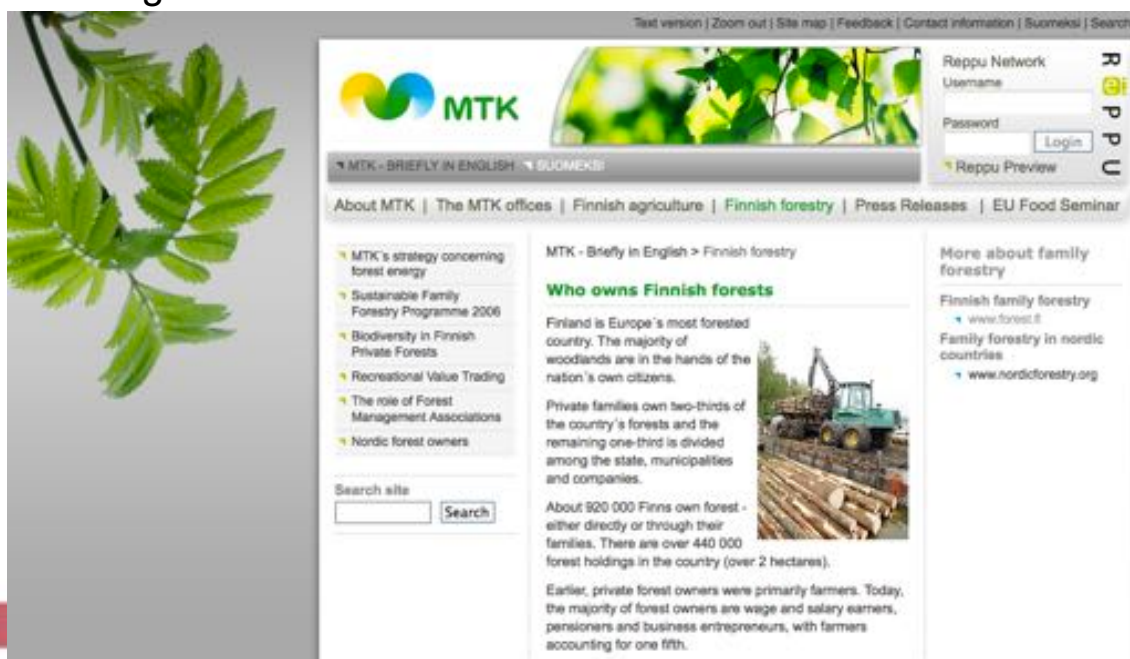 Text version | Zoom out | Site map | Feedback | Contact information | Suomeksi | Search
MTK
Reppu Network
Username
Password
Login
Reppu Preview
R e P P U
MTK - BRIEFLY IN ENGLISH SUOMEKSI
About MTK | The MTK offices | Finnish agriculture | Finnish forestry | Press Releases | EU Food Seminar
MTK´s strategy concerning
forest energy
Sustainable Family
Forestry Programme 2006
Biodiversity in Finnish
Private Forests
Recreational Value Trading
The role of Forest
Management Associations
Nordic forest owners
Search site
Search
MTK - Briefly in English > Finnish forestry
Who owns Finnish forests
Finland is Europe´s most forested
country. The majority of
woodlands are in the hands of the
nation´s own citizens.
Private families own two-thirds of
the country´s forests and the
remaining one-third is divided
among the state, municipalities
and companies.
About 920 000 Finns own forest -
either directly or through their
families. There are over 440 000
forest holdings in the country (over 2 hectares).
Earlier, private forest owners were primarily farmers. Today,
the majority of forest owners are wage and salary earners,
pensioners and business entrepreneurs, with farmers
accounting for one fifth.
More about family
forestry
Finnish family forestry
www.forest.fi
Family forestry in nordic
countries
www.nordicforestry.org